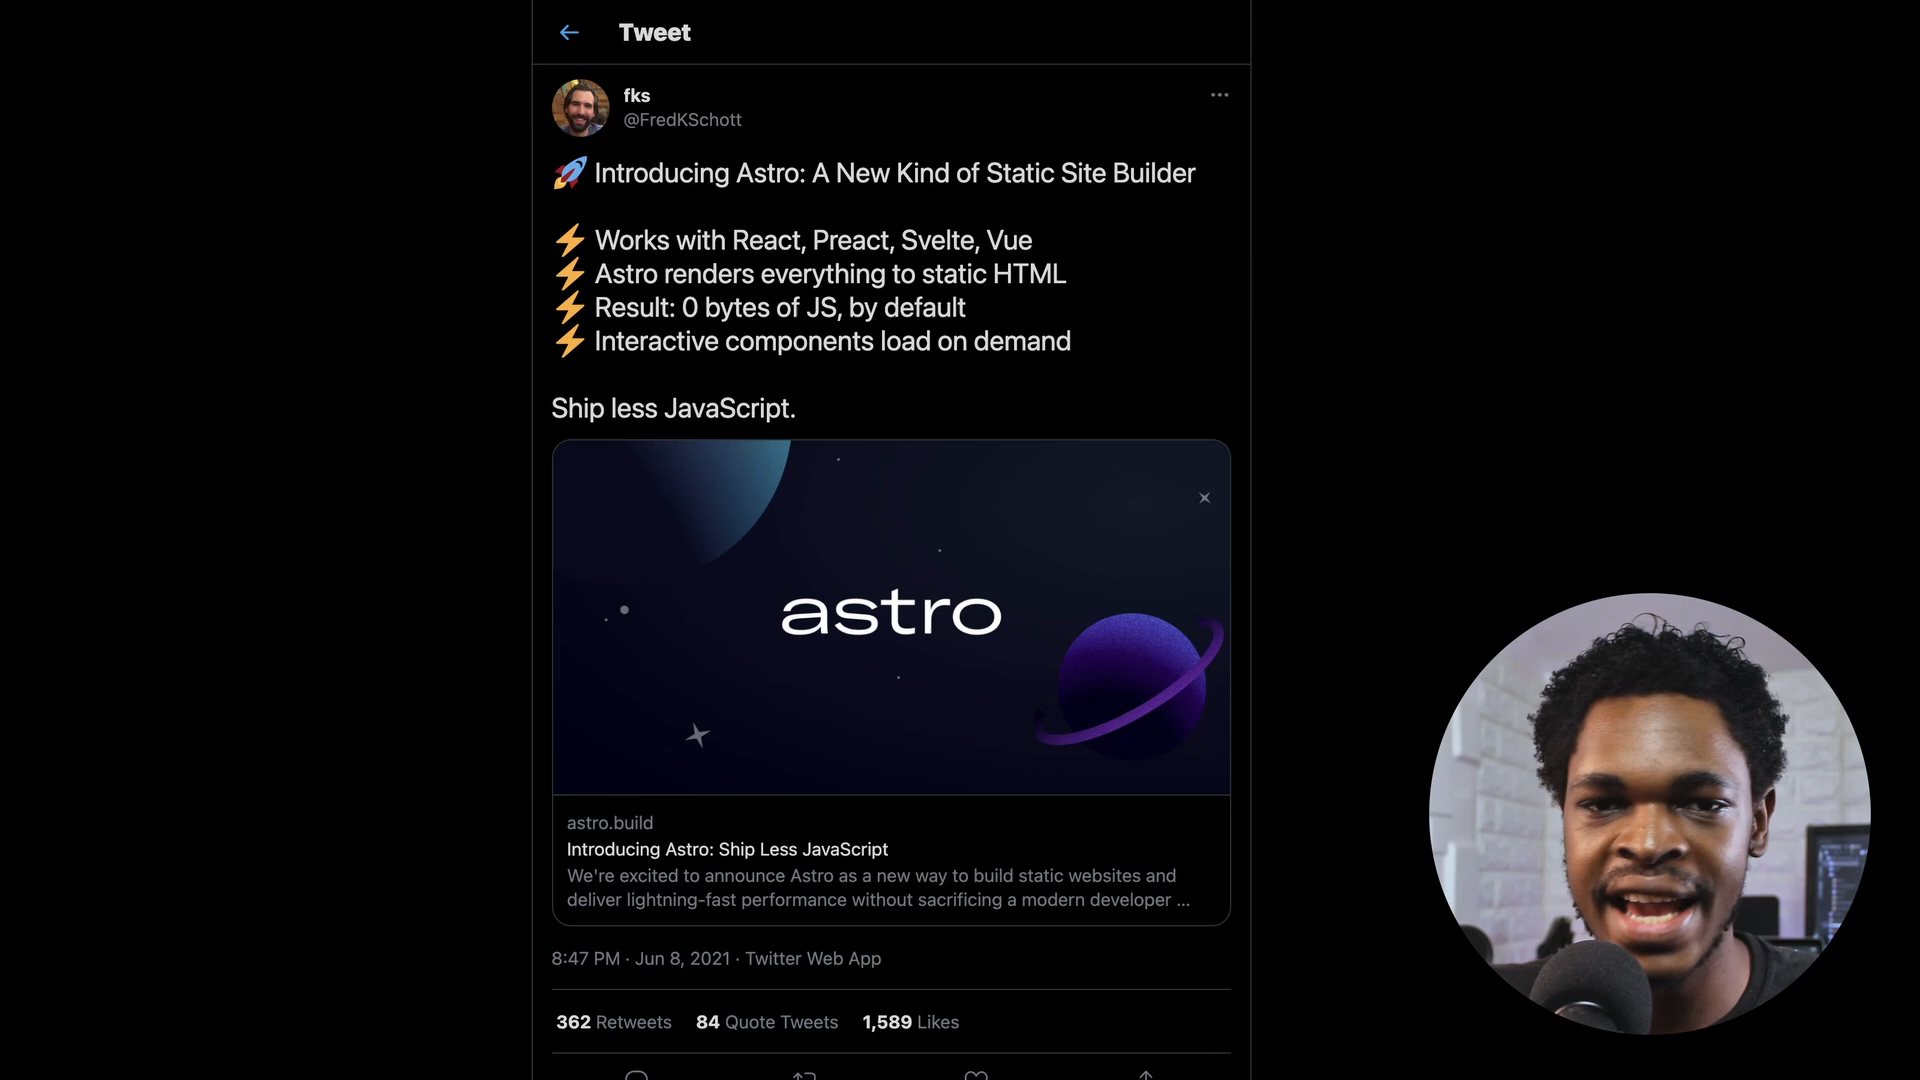 Tweet
fks
@FredKSchott
🚀 Introducing Astro: A New Kind of Static Site Builder
⚡ Works with React, Preact, Svelte, Vue
⚡ Astro renders everything to static HTML
⚡ Result: 0 bytes of JS, by default
⚡ Interactive components load on demand
Ship less JavaScript.
astro
astro.build
Introducing Astro: Ship Less JavaScript
We're excited to announce Astro as a new way to build static websites and
deliver lightning-fast performance without sacrificing a modern developer ...
8:47 PM · Jun 8, 2021 · Twitter Web App
362 Retweets 84 Quote Tweets 1,589 Likes